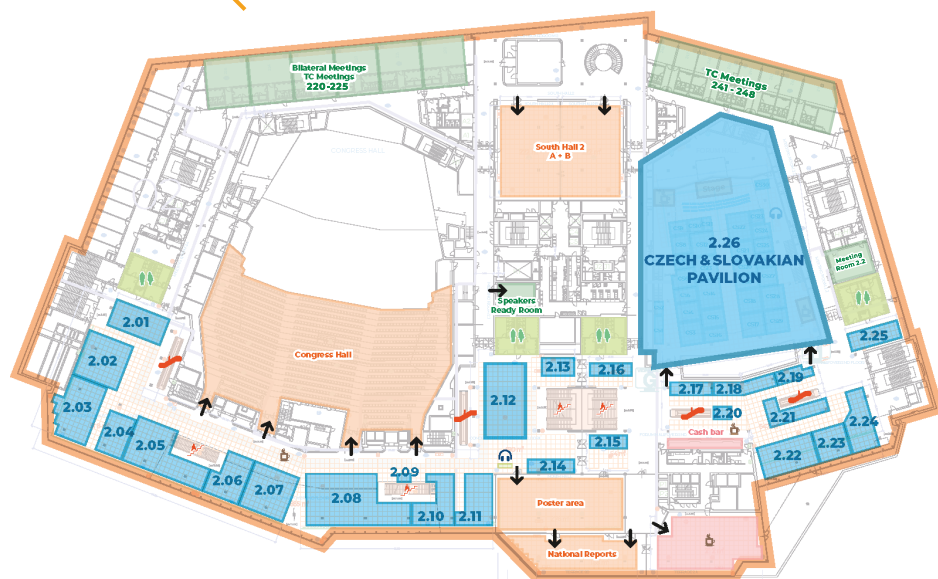 Bilateral Meetings
TC Meetings
220-225
TC Meetings
241 - 248
CONGRESS HALL
South Hall 2
A + B
2.26
CZECH & SLOVAKIAN
PAVILION
Meeting
Room 2.2
Speakers
Ready Room
2.01
2.02
2.03
2.04
2.05
2.06
2.07
Congress Hall
2.08
2.09
2.10
2.11
2.12
2.13
2.14
2.15
2.16
2.17
2.18
2.19
2.20
2.21
2.22
2.23
2.24
2.25
Cash bar
Poster area
National Reports